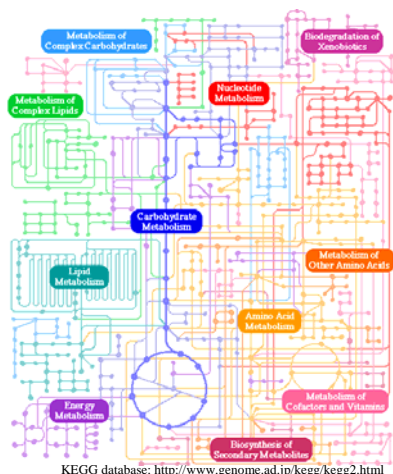 Metabolism of
Complex Carbohydrates
Biodegradation of
Xenobiotics
Nucleotide
Metabolism
Metabolism of
Complex Lipids
Carbohydrate
Metabolism
Metabolism of
Other Amino Acids
Lipid
Metabolism
Amino Acid
Metabolism
Metabolism of
Cofactors and Vitamins
Energy
Metabolism
Biosynthesis of
Secondary Metabolites
KEGG database: http://www.genome.ad.jp/kegg/kegg2.html